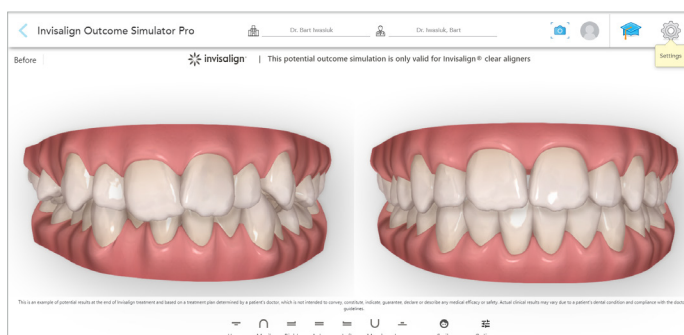 Invisalign Outcome Simulator Pro
Dr. Bart Iwasiuk
Dr. Iwasiuk, Bart
Settings
Before
invisalign | This potential outcome simulation is only valid for Invisalign® clear aligners
This is an example of potential results at the end of Invisalign treatment and based on a treatment plan determined by a patient's doctor, which is not intended to convey, constitute, indicate, guarantee, declare or describe any medical efficacy or safety. Actual clinical results may vary due to a patient's dental condition and compliance with the doctor
guidelines.